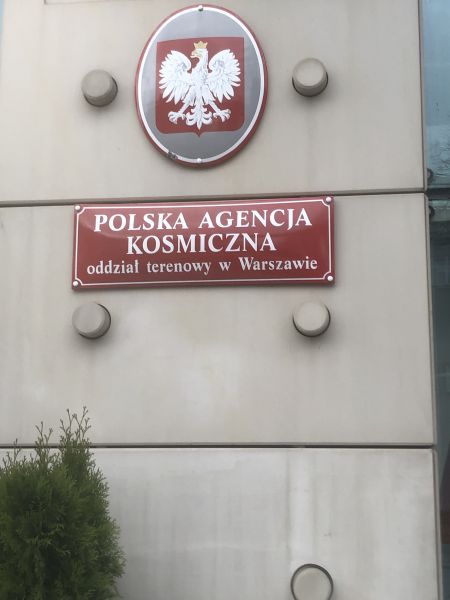 POLSKA AGENCJA
KOSMICZNA
oddział terenowy w Warszawie